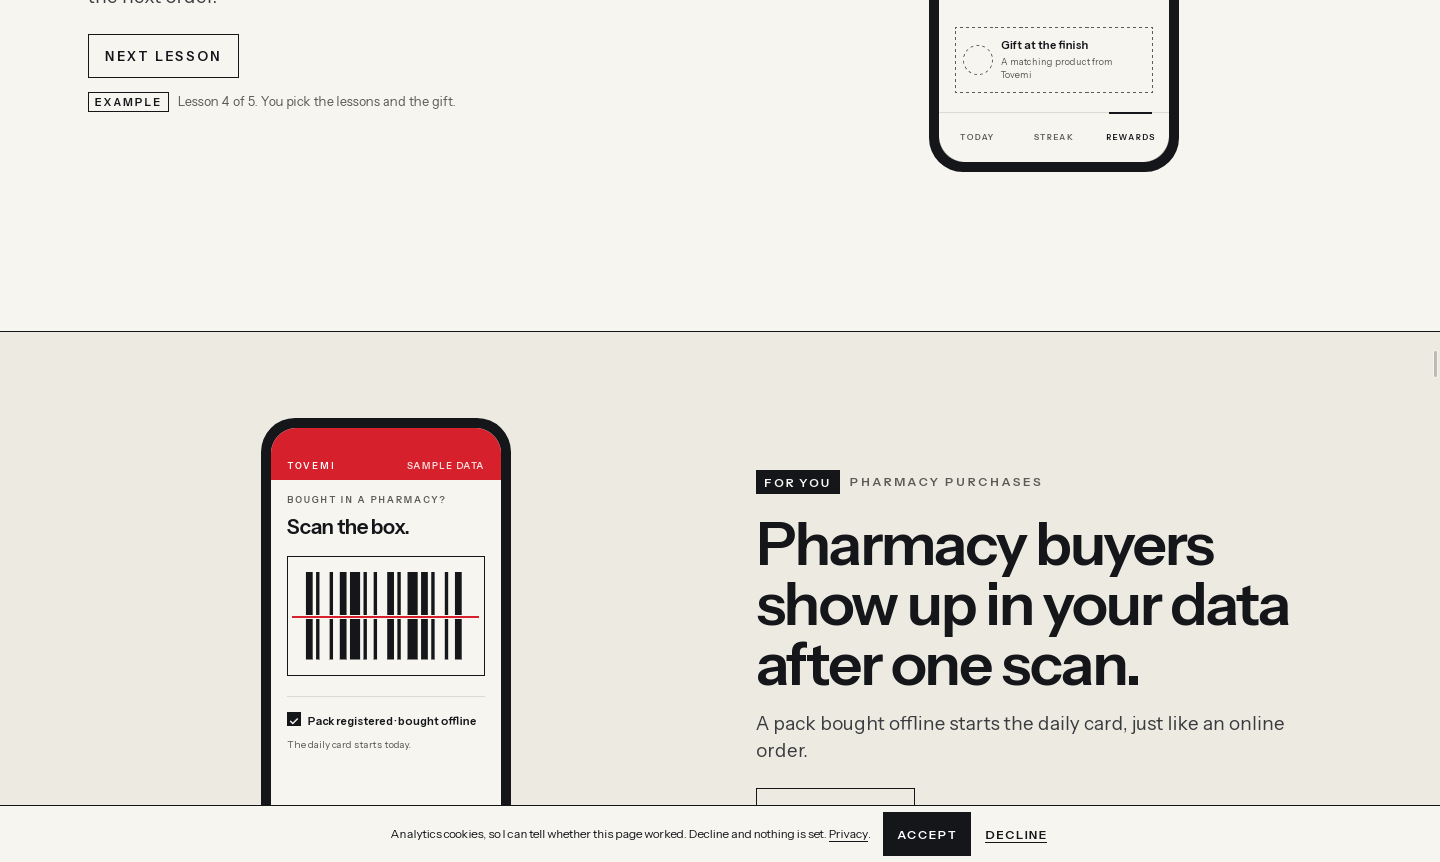 the next order.
NEXT LESSON
EXAMPLE Lesson 4 of 5. You pick the lessons and the gift.
Gift at the finish
A matching product from
Tovemi
TODAY STREAK REWARDS
TOVEMI SAMPLE DATA
BOUGHT IN A PHARMACY?
Scan the box.
Pack registered · bought offline
The daily card starts today.
FOR YOU PHARMACY PURCHASES
Pharmacy buyers
show up in your data
after one scan.
A pack bought offline starts the daily card, just like an online
order.
Analytics cookies, so I can tell whether this page worked. Decline and nothing is set. Privacy. ACCEPT DECLINE